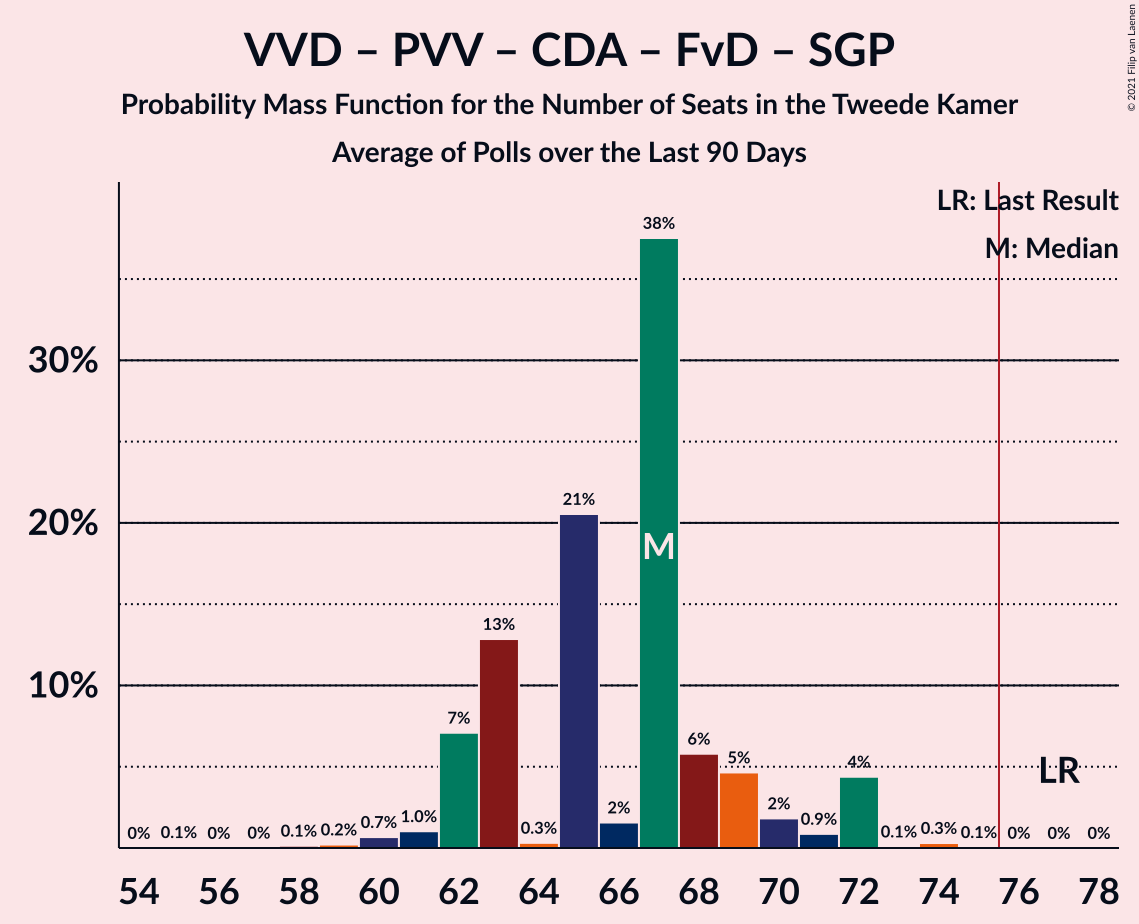 VVD – PVV – CDA – FvD – SGP
Probability Mass Function for the Number of Seats in the Tweede Kamer
Average of Polls over the Last 90 Days
© 2021 Filip van Laenen
LR: Last Result
M: Median
30%
20%
10%
0% 0.1% 0% 0% 0.1% 0.2% 0.7% 1.0% 7% 13% 0.3% 21% 2% 38% 6% 5% 2% 0.9% 4% 0.1% 0.3% 0.1% 0% 0% 0%
M
LR
54 56 58 60 62 64 66 68 70 72 74 76 78